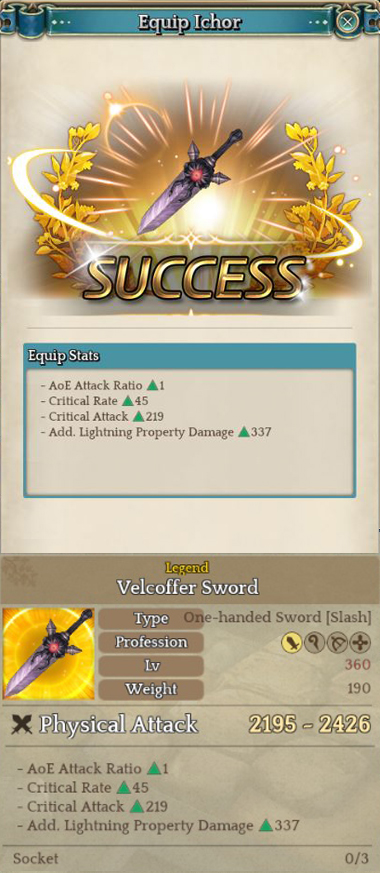 Equip Ichor
SUCCESS
Equip Stats
- AoE Attack Ratio ▲1
- Critical Rate ▲45
- Critical Attack ▲219
- Add. Lightning Property Damage ▲337
Legend
Velcoffer Sword
Type One-handed Sword [Slash]
Profession
Lv 360
Weight 190
Physical Attack 2195 - 2426
- AoE Attack Ratio ▲1
- Critical Rate ▲45
- Critical Attack ▲219
- Add. Lightning Property Damage ▲337
Socket 0/3